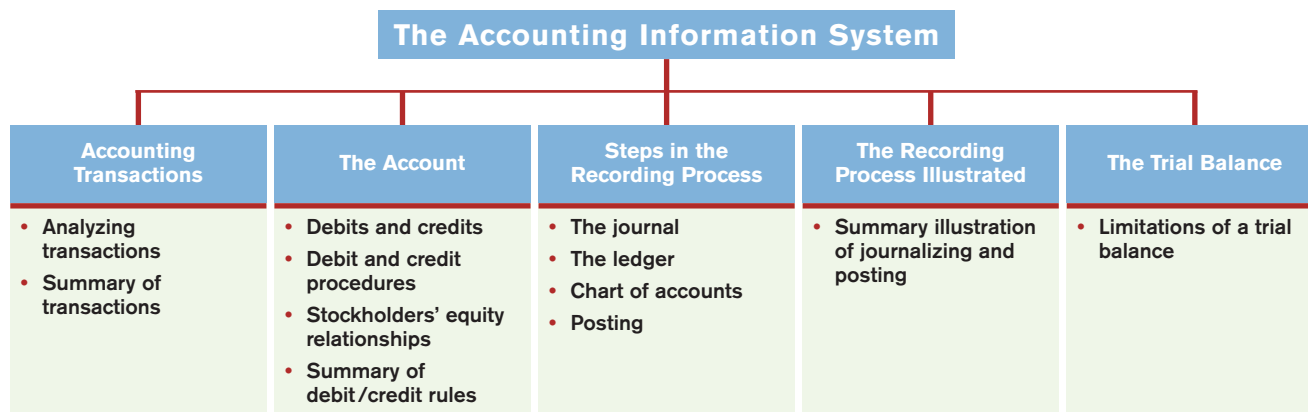 The Accounting Information System
Accounting
Transactions
• Analyzing
transactions
• Summary of
transactions
The Account
• Debits and credits
• Debit and credit
procedures
• Stockholders’ equity
relationships
• Summary of
debit/credit rules
Steps in the
Recording Process
• The journal
• The ledger
• Chart of accounts
• Posting
The Recording
Process Illustrated
• Summary illustration
of journalizing and
posting
The Trial Balance
• Limitations of a trial
balance